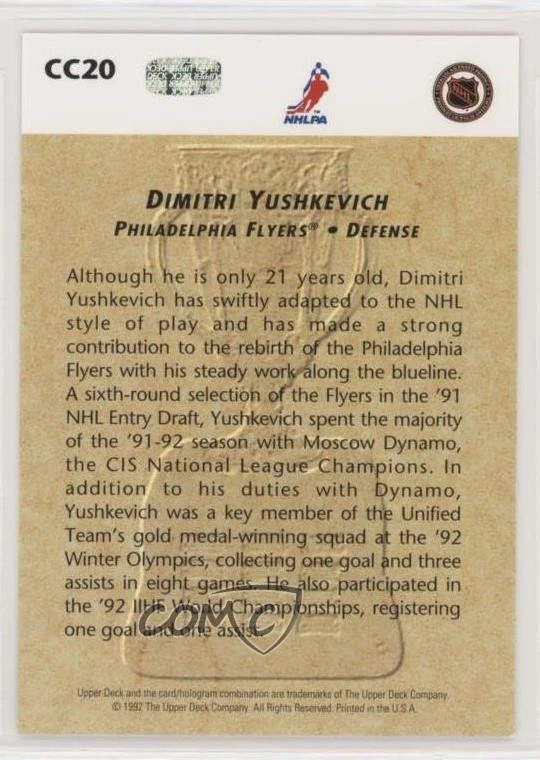 CC20
NHLPA
NHL
DIMITRI YUSHKEVICH
PHILADELPHIA FLYERS® • DEFENSE
Although he is only 21 years old, Dimitri
Yushkevich has swiftly adapted to the NHL
style of play and has made a strong
contribution to the rebirth of the Philadelphia
Flyers with his steady work along the blueline.
A sixth-round selection of the Flyers in the '91
NHL Entry Draft, Yushkevich spent the majority
of the '91-92 season with Moscow Dynamo,
the CIS National League Champions. In
addition to his duties with Dynamo,
Yushkevich was a key member of the Unified
Team's gold medal-winning squad at the '92
Winter Olympics, collecting one goal and three
assists in eight games. He also participated in
the '92 IIHF World Championships, registering
one goal and one assist.
COMC
Upper Deck and the card/hologram combination are trademarks of The Upper Deck Company.
© 1992 The Upper Deck Company. All Rights Reserved. Printed in the U.S.A.